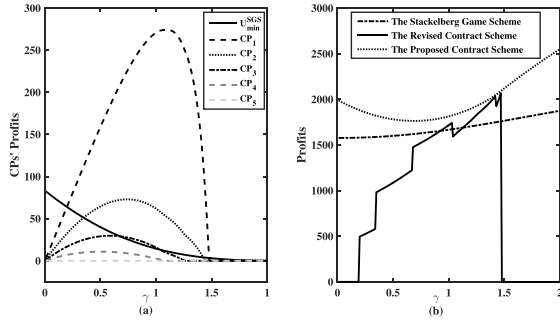 300
250
200
150
100
50
0
CPs' Profits
U_min^SGS
CP_1
CP_2
CP_3
CP_4
CP_5
0 0.5 1 1.5 1
γ
(a)
3000
2500
2000
1500
1000
500
0
Profits
The Stackelberg Game Scheme
The Revised Contract Scheme
The Proposed Contract Scheme
0 0.5 1 1.5 2
γ
(b)